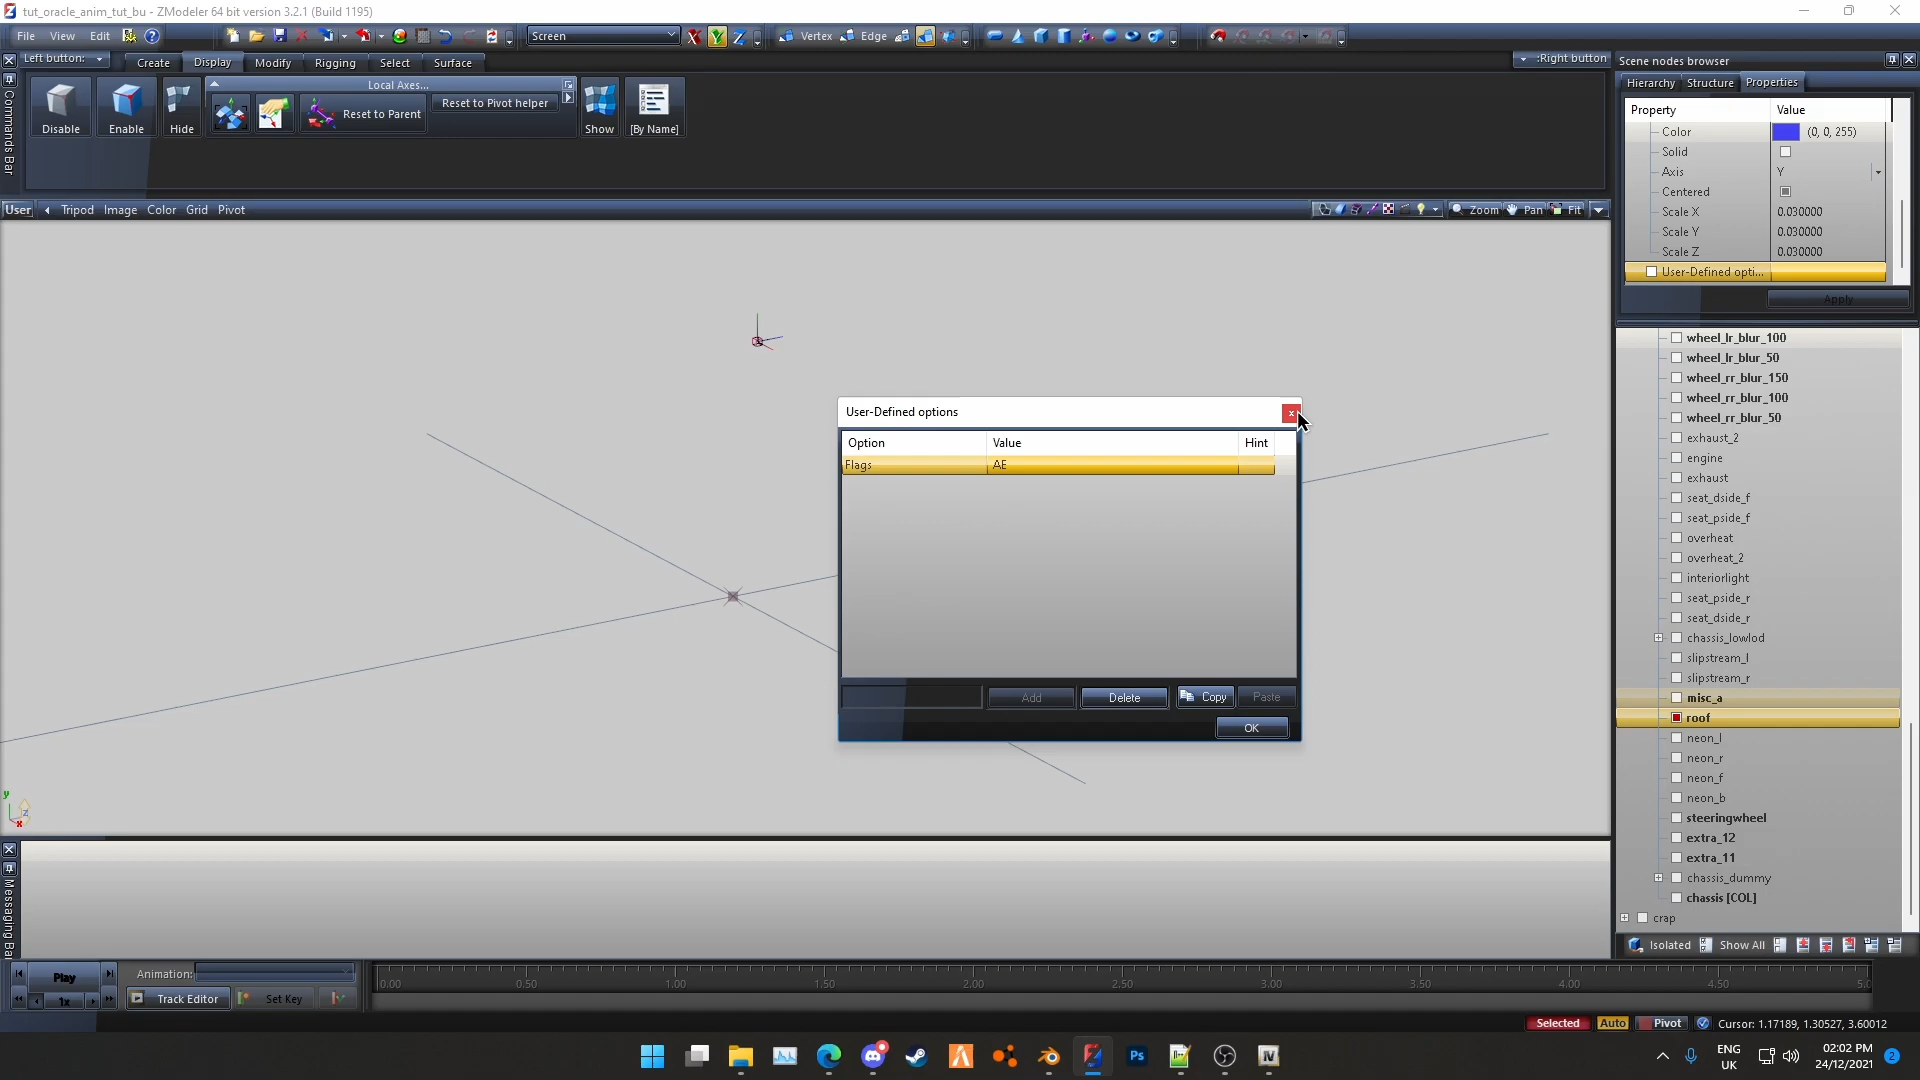 tut_oracle_anim_tut_bu - ZModeler 64 bit version 3.2.1 (Build 1195)
File View Edit
Screen
Vertex Edge
Left button:
Create Display Modify Rigging Select Surface
:Right button
Scene nodes browser
Hierarchy Structure Properties
Commands Bar
Disable
Enable
Hide
Local Axes...
Reset to Parent
Reset to Pivot helper
Show
[By Name]
Property Value
Color (0, 0, 255)
Solid
Axis Y
Centered
Scale X 0.030000
Scale Y 0.030000
Scale Z 0.030000
User-Defined opti...
Apply
User Tripod Image Color Grid Pivot
Zoom Pan Fit
User-Defined options
Option Value Hint
Flags AE
Add Delete Copy Paste
OK
wheel_lr_blur_100
wheel_lr_blur_50
wheel_rr_blur_150
wheel_rr_blur_100
wheel_rr_blur_50
exhaust_2
engine
exhaust
seat_dside_f
seat_pside_f
overheat
overheat_2
interiorlight
seat_pside_r
seat_dside_r
chassis_lowlod
slipstream_l
slipstream_r
misc_a
roof
neon_l
neon_r
neon_f
neon_b
steeringwheel
extra_12
extra_11
chassis_dummy
chassis [COL]
crap
Isolated Show All
y
z
x
Messaging Ba
Play
1x
Animation:
Track Editor Set Key
0.00 0.50 1.00 1.50 2.00 2.50 3.00 3.50 4.00 4.50 5.0
Selected Auto Pivot Cursor: 1.17189, 1.30527, 3.60012
Ps
IV
ENG
UK
02:02 PM
24/12/2021
2